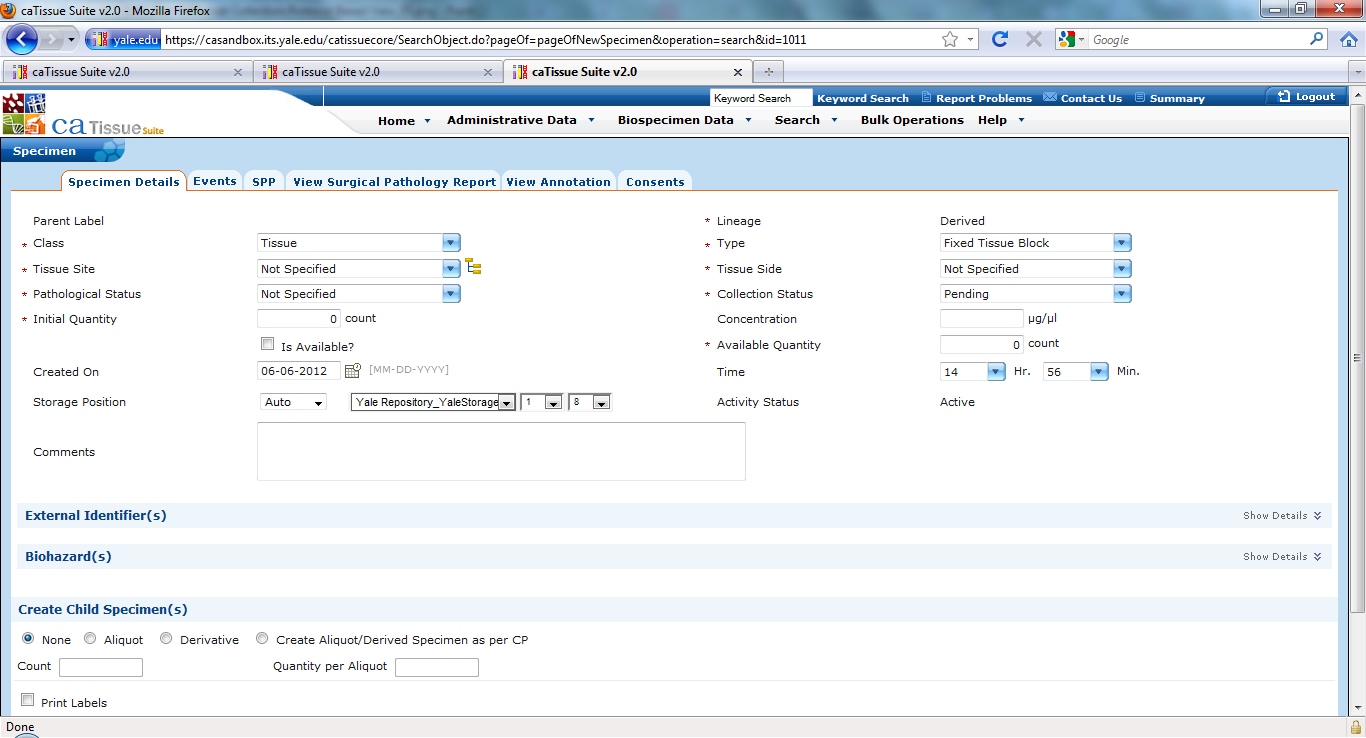 caTissue Suite v2.0 - Mozilla Firefox
yale.edu https://casandbox.its.yale.edu/catissuecore/SearchObject.do?pageOf=pageOfNewSpecimen&operation=search&id=1011 Google
caTissue Suite v2.0 caTissue Suite v2.0 caTissue Suite v2.0
Keyword Search Keyword Search Report Problems Contact Us Summary Logout
ca Tissue Suite Home Administrative Data Biospecimen Data Search Bulk Operations Help
Specimen
Specimen Details Events SPP View Surgical Pathology Report View Annotation Consents
Parent Label * Lineage Derived
* Class Tissue * Type Fixed Tissue Block
* Tissue Site Not Specified * Tissue Side Not Specified
* Pathological Status Not Specified * Collection Status Pending
* Initial Quantity 0 count Concentration µg/µl
Is Available? * Available Quantity 0 count
Created On 06-06-2012 [MM-DD-YYYY] Time 14 Hr. 56 Min.
Storage Position Auto Yale Repository_YaleStorage 1 8 Activity Status Active
Comments
External Identifier(s) Show Details
Biohazard(s) Show Details
Create Child Specimen(s)
None Aliquot Derivative Create Aliquot/Derived Specimen as per CP
Count Quantity per Aliquot
Print Labels
Done